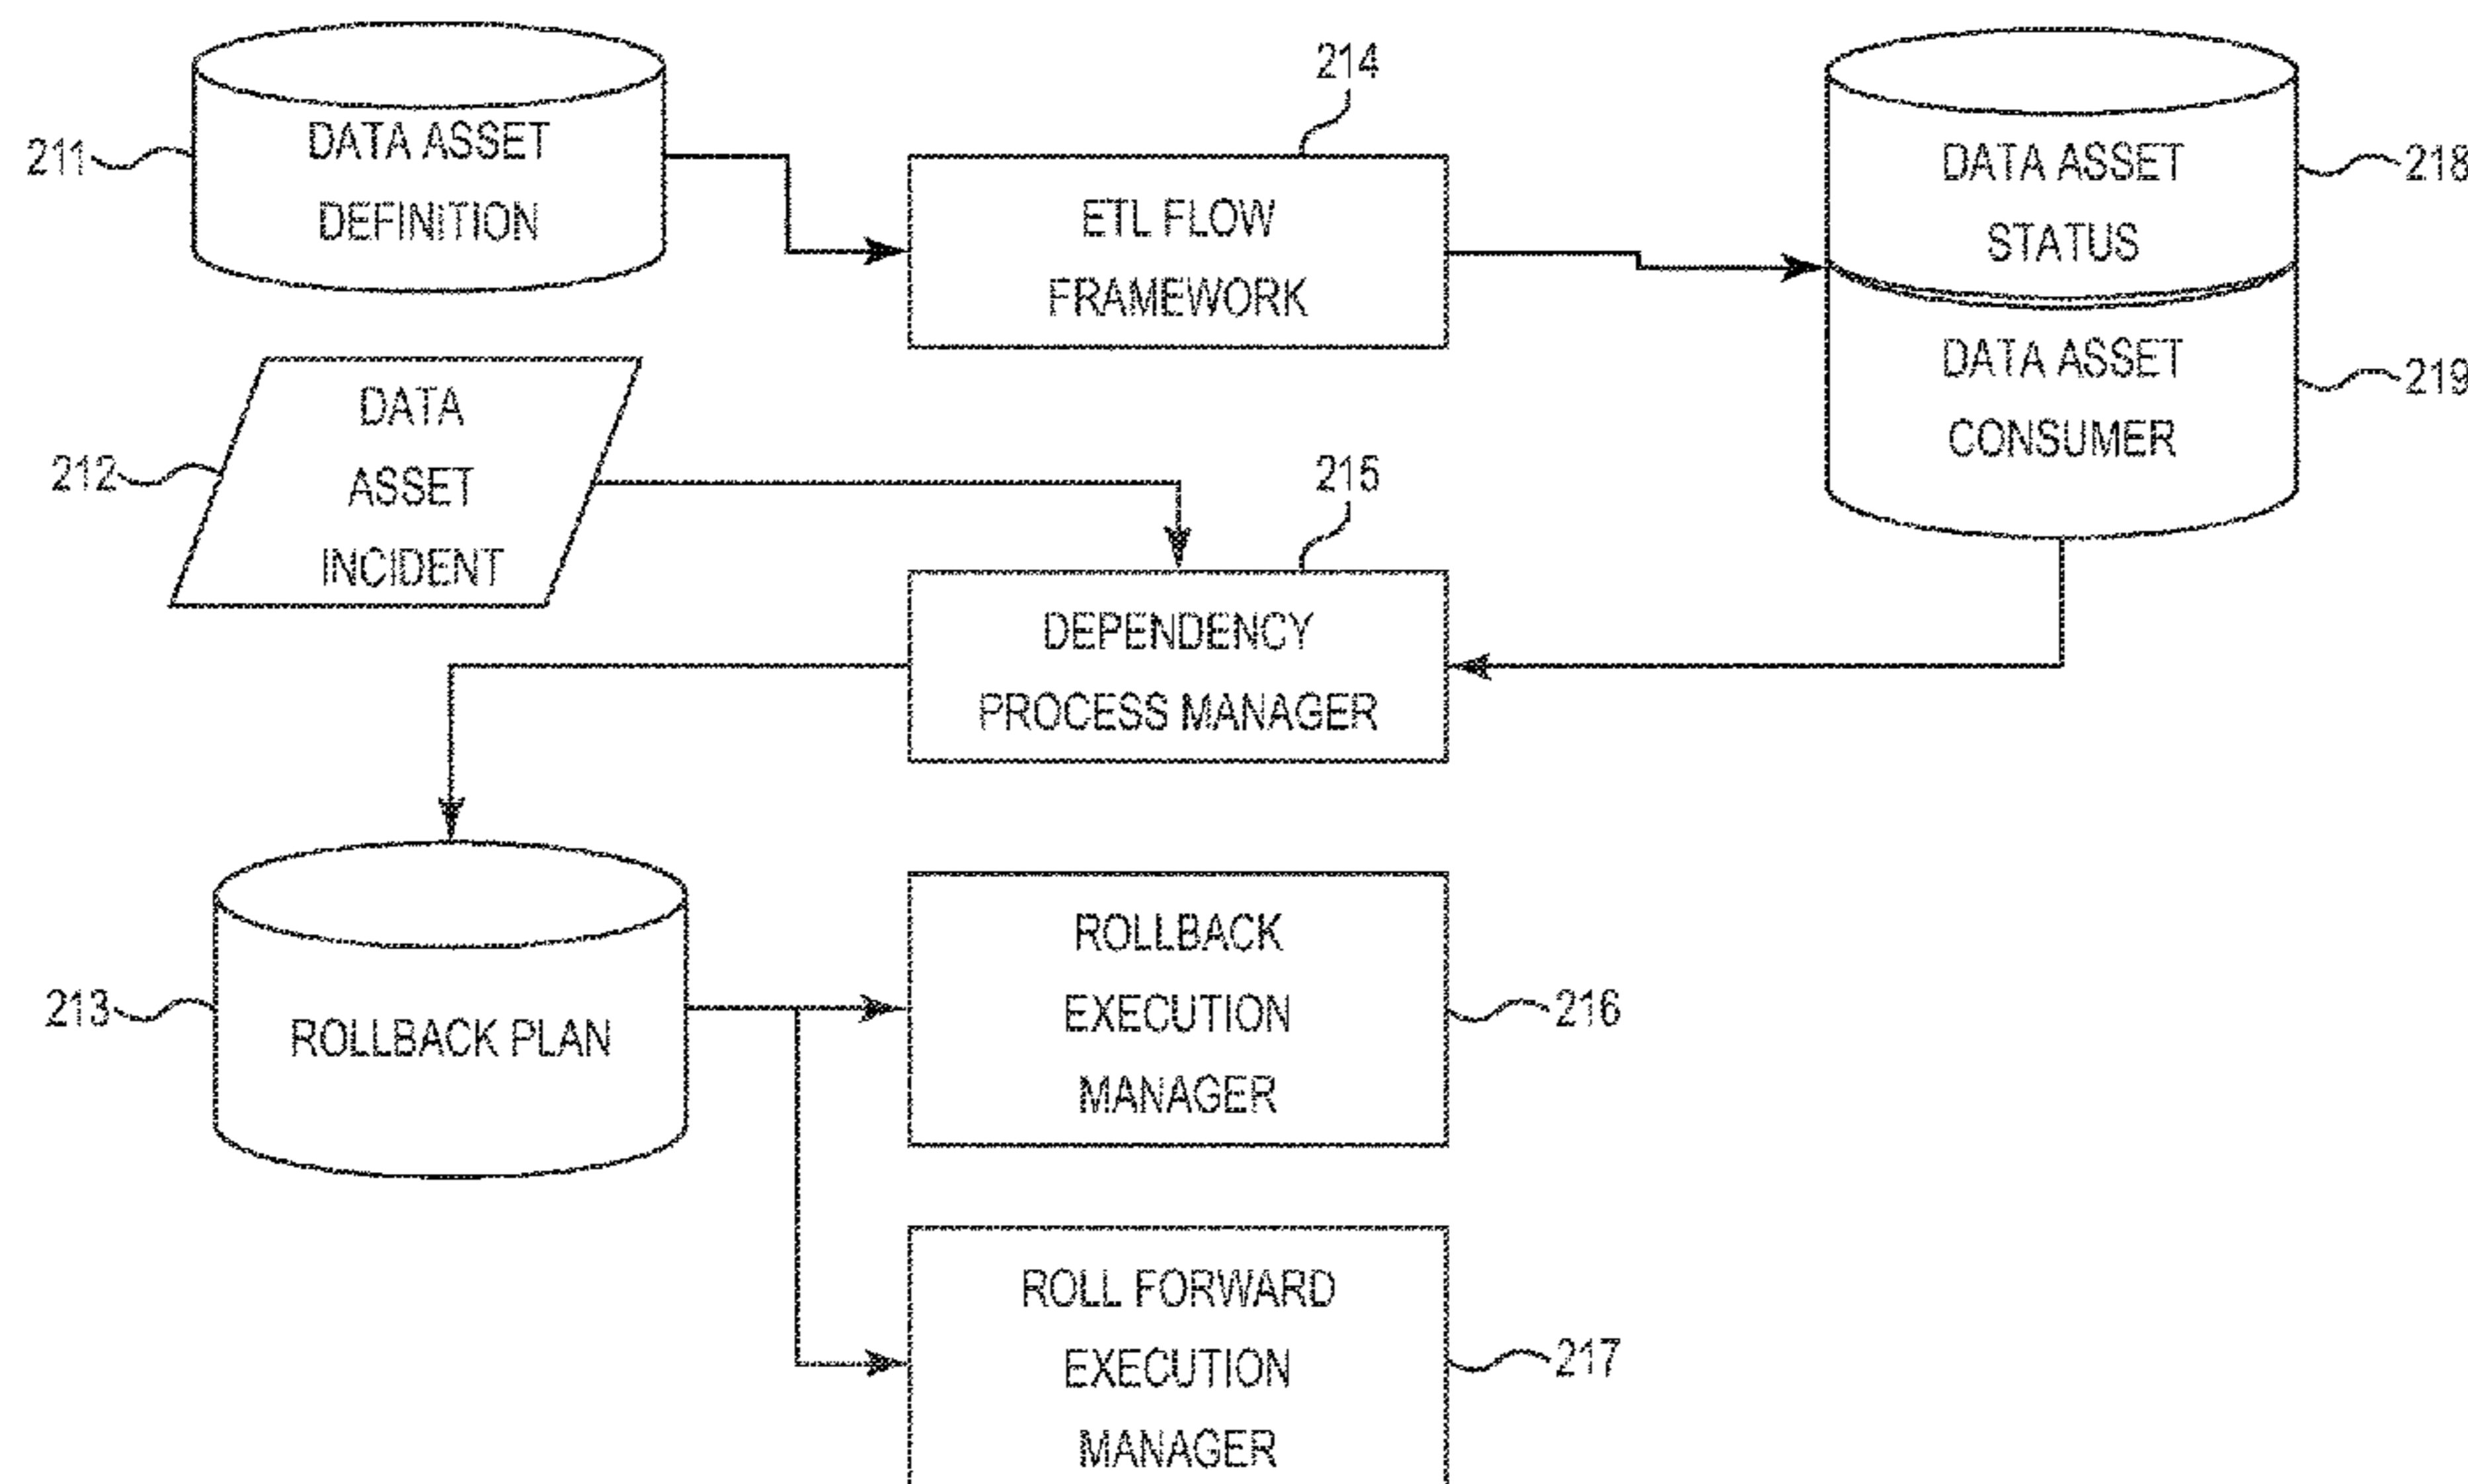 214
211
DATA ASSET
DEFINITION
ETL FLOW
FRAMEWORK
DATA ASSET
STATUS
218
DATA ASSET
CONSUMER
219
212
DATA
ASSET
INCIDENT
215
DEPENDENCY
PROCESS MANAGER
213
ROLLBACK PLAN
ROLLBACK
EXECUTION
MANAGER
216
ROLL FORWARD
EXECUTION
MANAGER
217